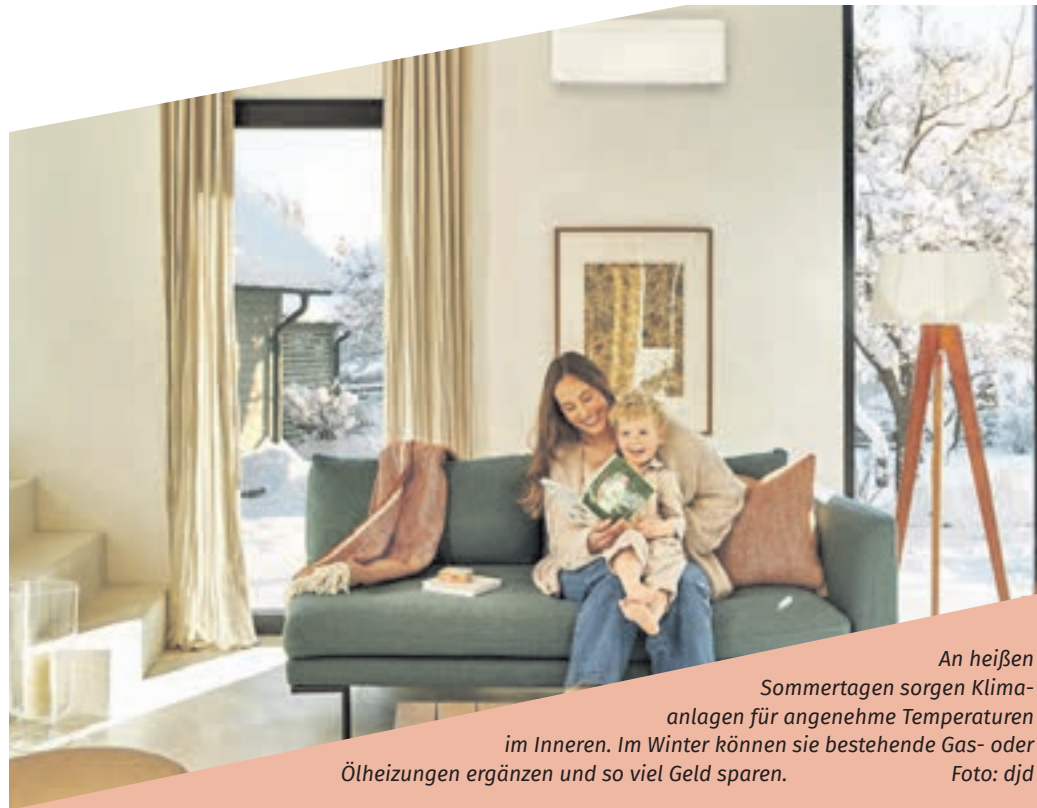 An heißen
Sommertagen sorgen Klima-
anlagen für angenehme Temperaturen
im Inneren. Im Winter können sie bestehende Gas- oder
Ölheizungen ergänzen und so viel Geld sparen. Foto: djd